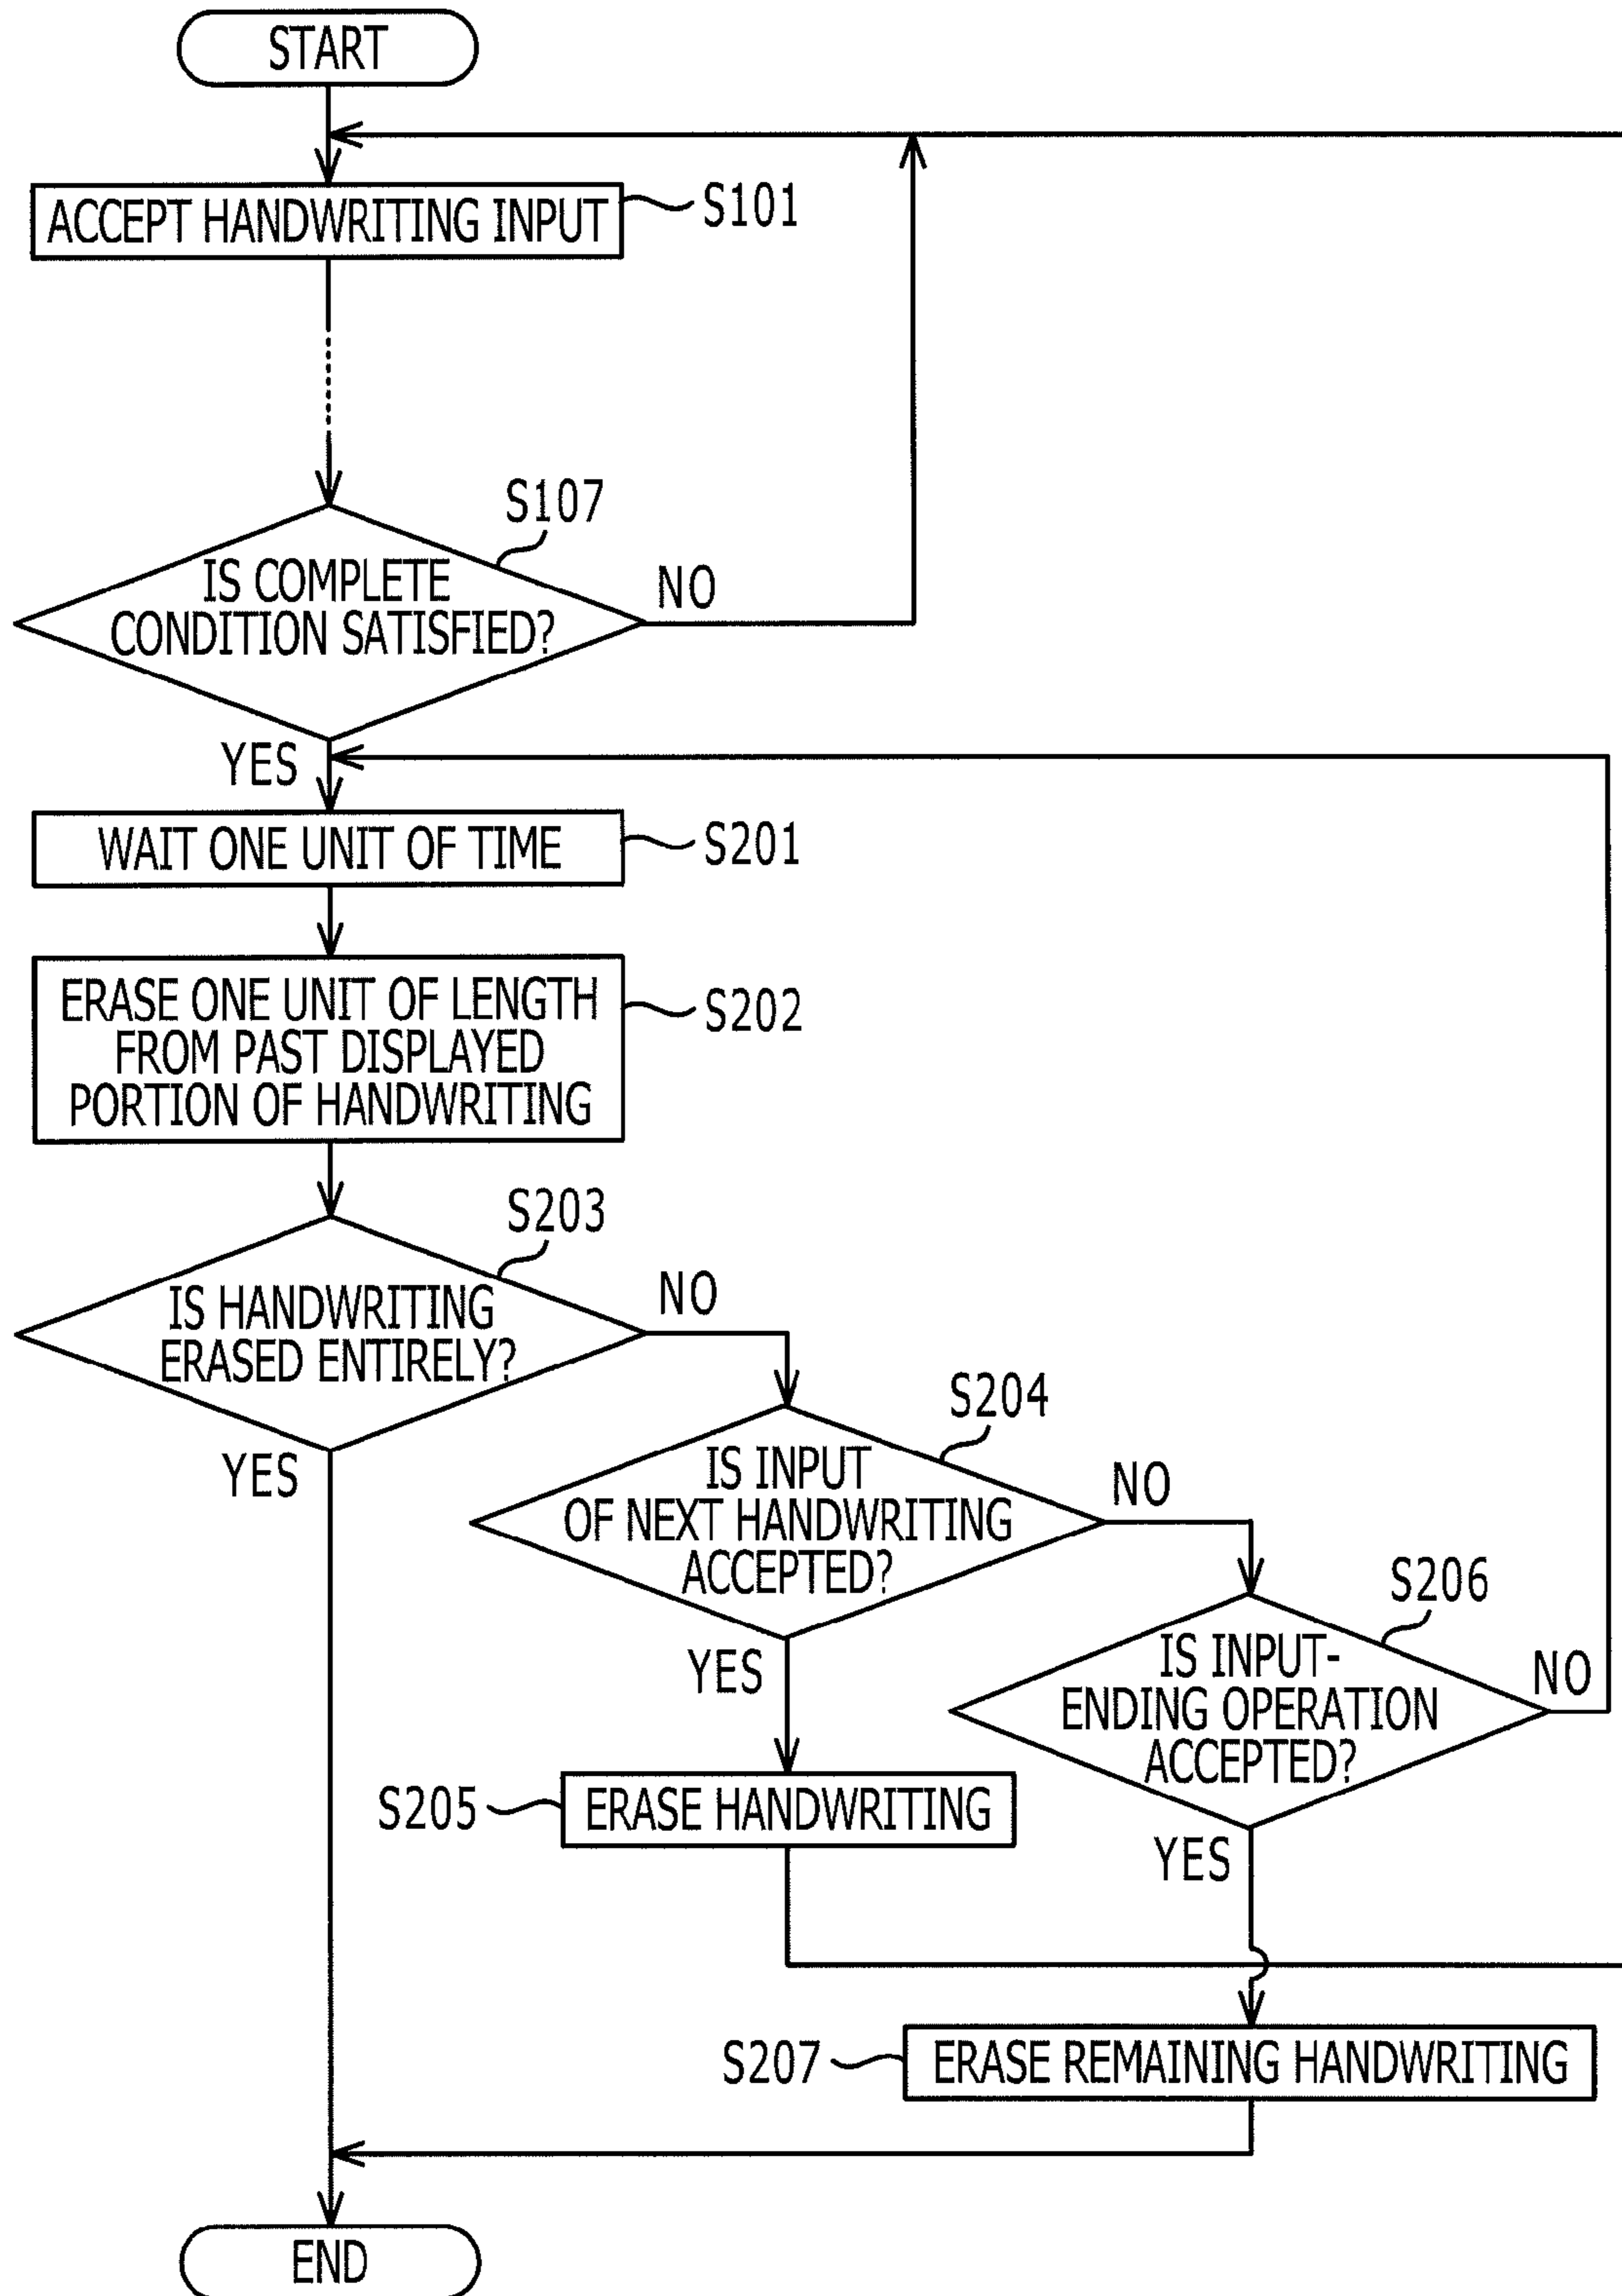 START
ACCEPT HANDWRITING INPUT
S101
S107
IS COMPLETE
CONDITION SATISFIED?
NO
YES
WAIT ONE UNIT OF TIME
S201
ERASE ONE UNIT OF LENGTH
FROM PAST DISPLAYED
PORTION OF HANDWRITING
S202
S203
IS HANDWRITING
ERASED ENTIRELY?
NO
YES
S204
IS INPUT
OF NEXT HANDWRITING
ACCEPTED?
NO
YES
S206
IS INPUT-
ENDING OPERATION
ACCEPTED?
NO
YES
S205
ERASE HANDWRITING
S207
ERASE REMAINING HANDWRITING
END